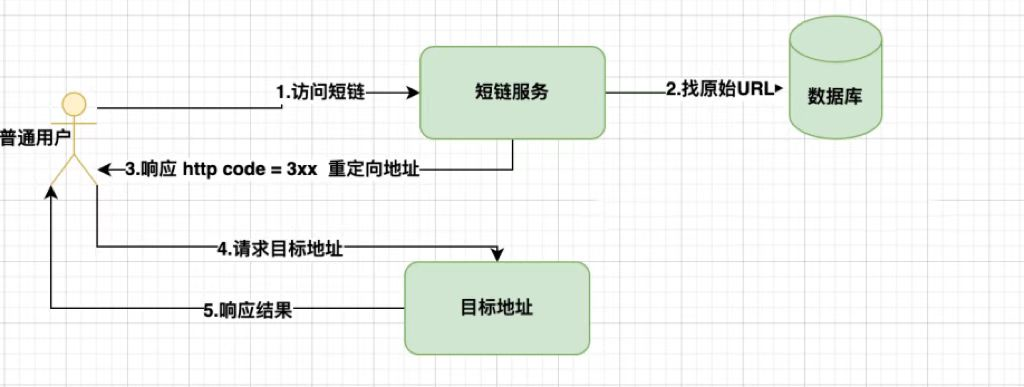 1.访问短链
短链服务
2.找原始URL
数据库
普通用户
3.响应 http code = 3xx 重定向地址
4.请求目标地址
目标地址
5.响应结果